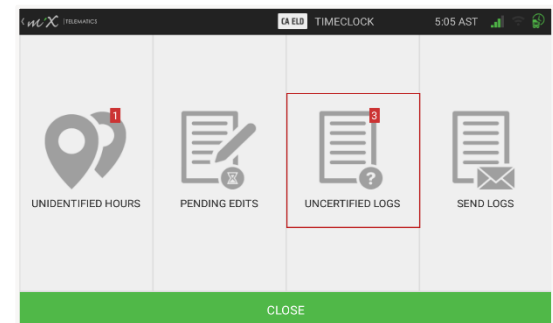 miX TELEMATICS
CA ELD TIMECLOCK
5:05 AST
1
3
?
UNIDENTIFIED HOURS
PENDING EDITS
UNCERTIFIED LOGS
SEND LOGS
CLOSE